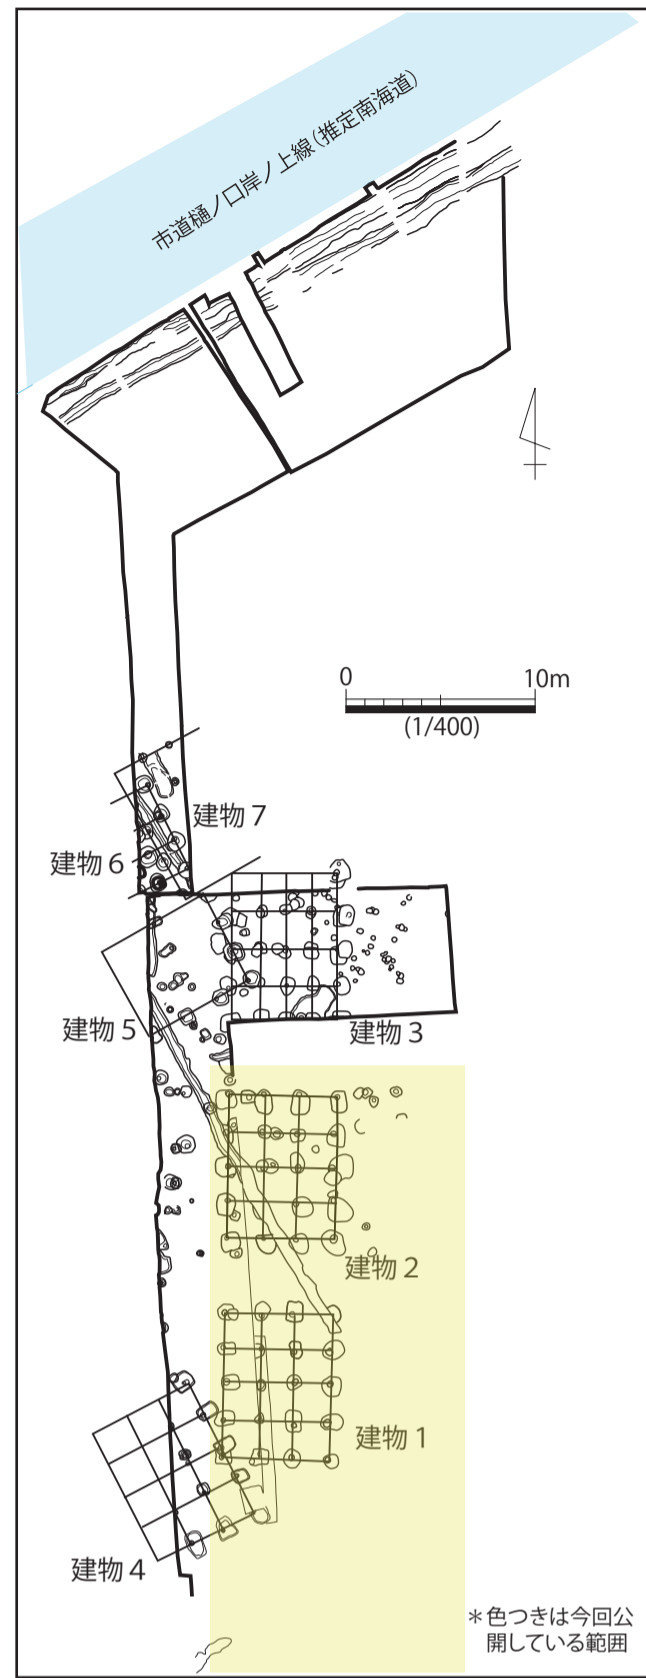 市道樋ノ口岸ノ上線(推定南海道)
0 10m
(1/400)
建物7
建物6
建物5
建物3
建物2
建物1
建物4
*色つきは今回公
開している範囲